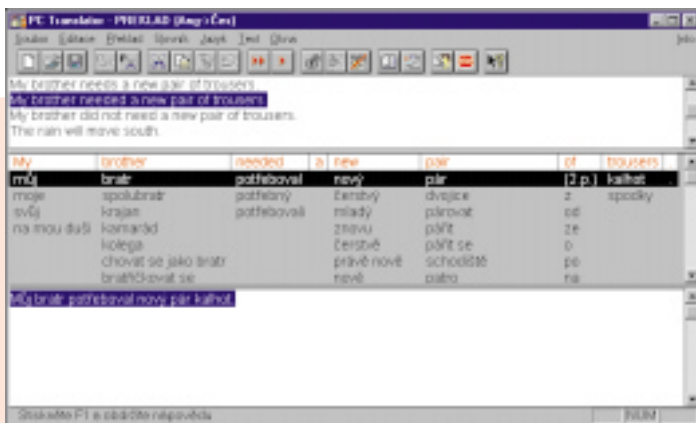 PC Translator - PŘEKLAD (Ang->Čes)
Soubor Editace Překlad Slovník Jazyk Text Okna
My brother needs a new pair of trousers.
My brother needed a new pair of trousers.
My brother did not need a new pair of trousers.
The rain will move south.
My brother needed a new pair of trousers
můj bratr potřeboval nový pár (2.p.) kalhot .
moje spolubratr potřebný čerstvý dvojice z spodky
svůj krajan potřebovali mladý párovat od
na mou duši kamarád znovu pářit ze
kolega čerstvě pářit se o
chovat se jako bratr právě nově schodiště po
bratříčkovat se nově patro na
Můj bratr potřeboval nový pár kalhot.
Stiskněte F1 a obdržíte nápovědu
NUM